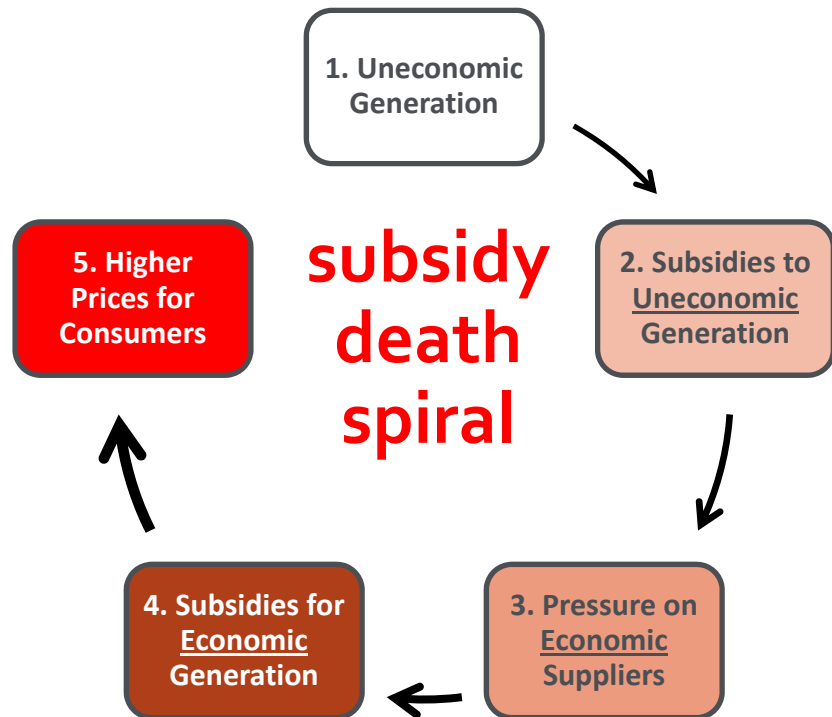 1. Uneconomic
Generation
subsidy
death
spiral
2. Subsidies to
Uneconomic
Generation
3. Pressure on
Economic
Suppliers
4. Subsidies for
Economic
Generation
5. Higher
Prices for
Consumers